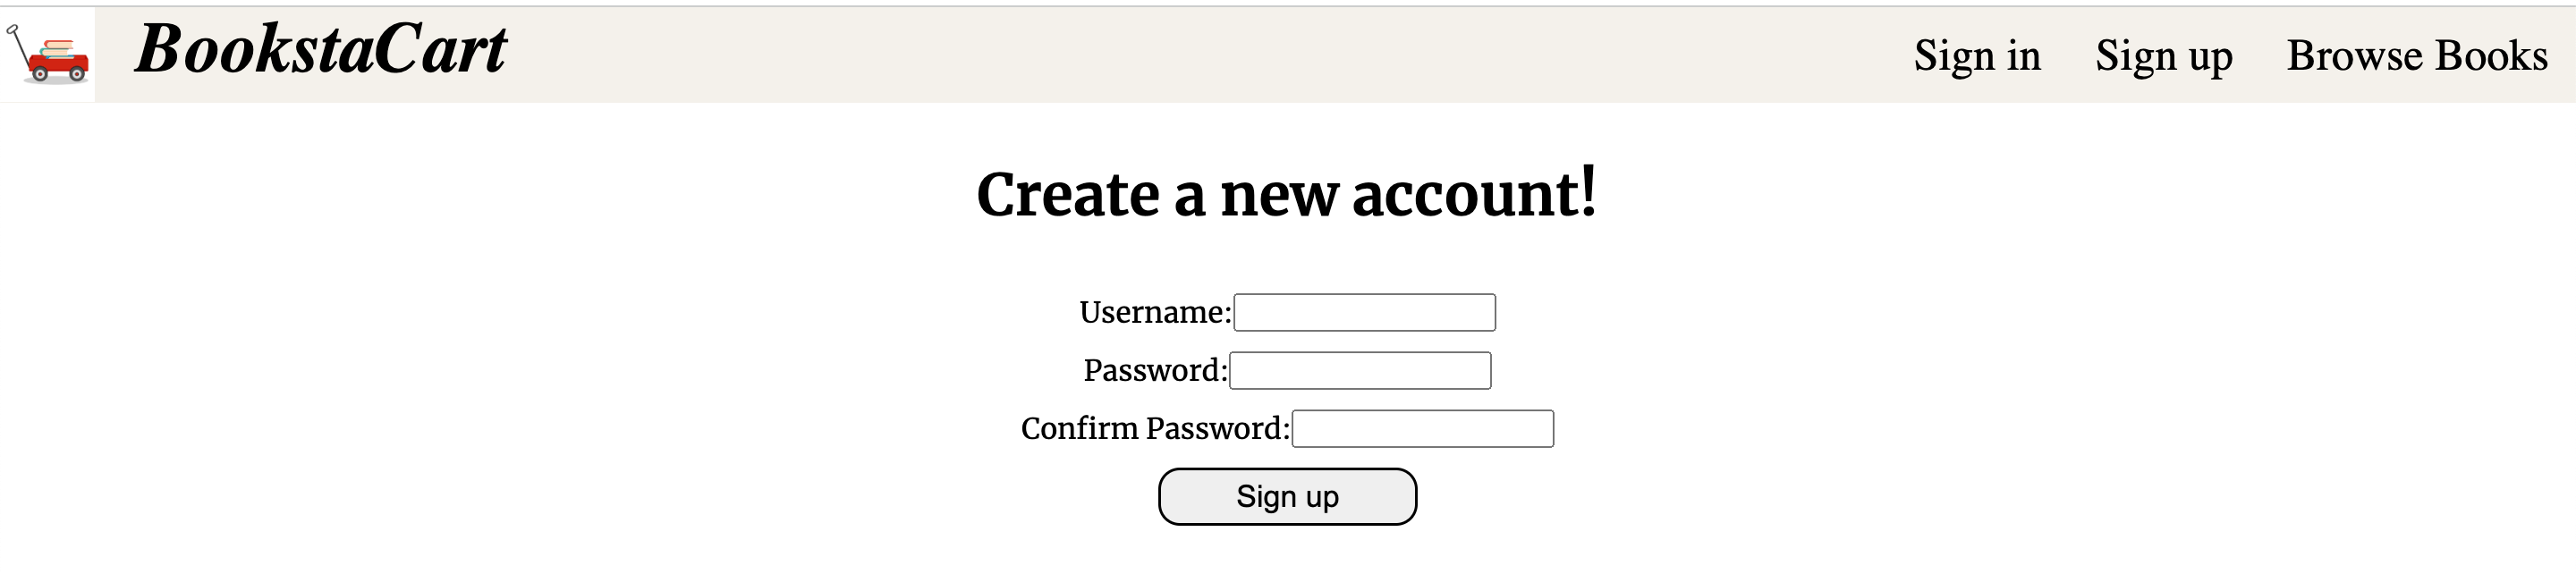 BookstaCart
Sign in Sign up Browse Books
Create a new account!
Username:
Password:
Confirm Password:
Sign up